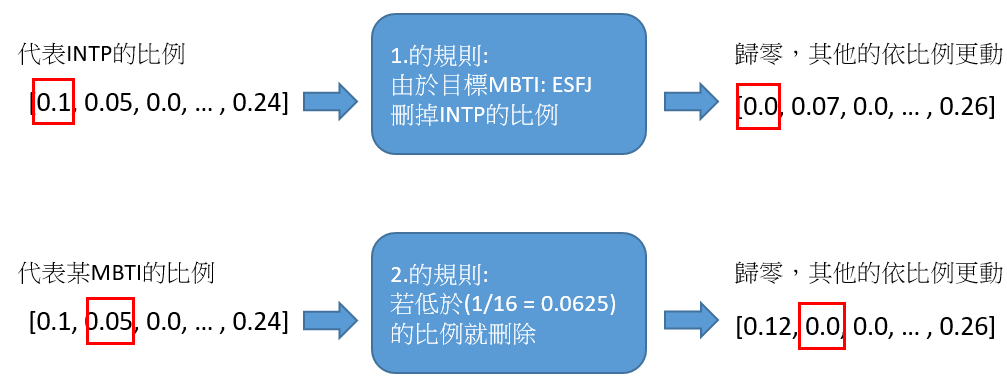 代表INTP的比例
[0.1, 0.05, 0.0, ... , 0.24]
1.的規則:
由於目標MBTI: ESFJ
刪掉INTP的比例
歸零，其他的依比例更動
[0.0, 0.07, 0.0, ... , 0.26]
代表某MBTI的比例
[0.1, 0.05, 0.0, ... , 0.24]
2.的規則:
若低於(1/16 = 0.0625)
的比例就刪除
歸零，其他的依比例更動
[0.12, 0.0, 0.0, ... , 0.26]